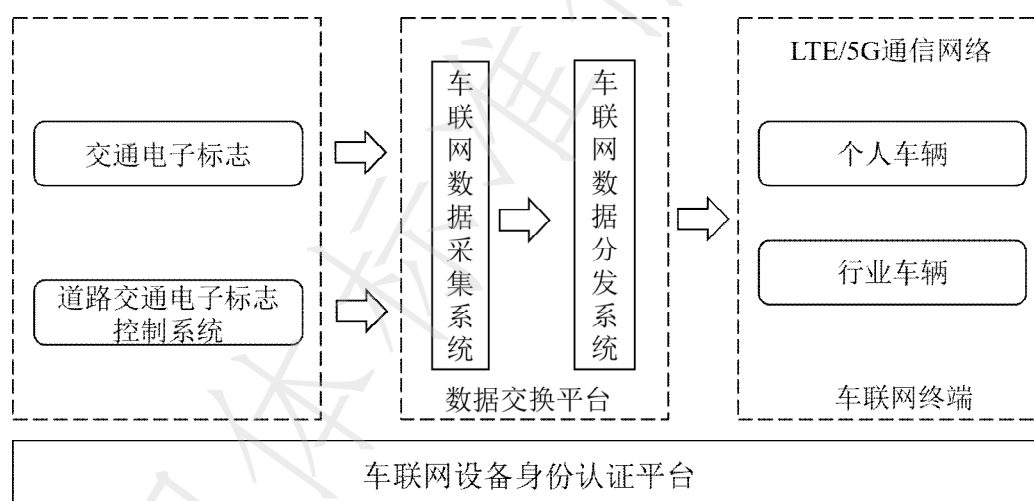 交通电子标志
道路交通电子标志
控制系统
车联网数据采集系统
车联网数据分发系统
数据交换平台
LTE/5G通信网络
个人车辆
行业车辆
车联网终端
车联网设备身份认证平台